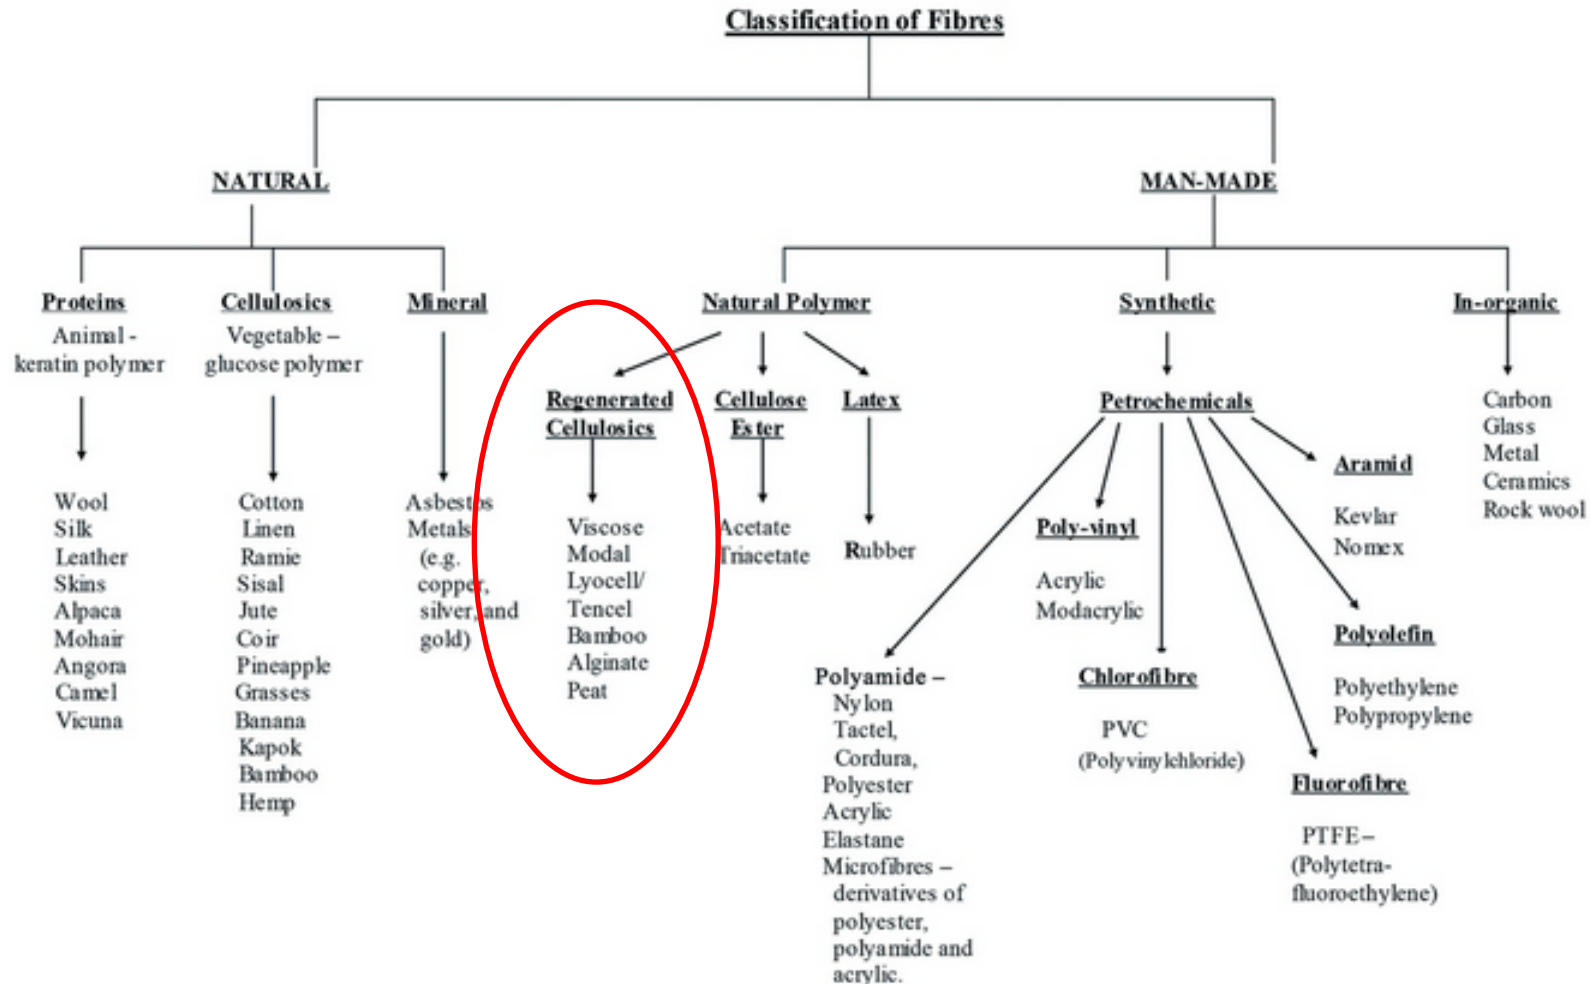 Classification of Fibres
NATURAL
MAN-MADE
Proteins
Animal -
keratin polymer
Wool
Silk
Leather
Skins
Alpaca
Mohair
Angora
Camel
Vicuna
Cellulosics
Vegetable –
glucose polymer
Cotton
Linen
Ramie
Sisal
Jute
Coir
Pineapple
Grasses
Banana
Kapok
Bamboo
Hemp
Mineral
Asbestos
Metals
(e.g.
copper,
silver, and
gold)
Natural Polymer
Regenerated
Cellulosics
Viscose
Modal
Lyocell/
Tencel
Bamboo
Alginate
Peat
Cellulose
Ester
Acetate
Triacetate
Latex
Rubber
Synthetic
Petrochemicals
Polyamide –
Nylon
Tactel,
Cordura,
Polyester
Acrylic
Elastane
Microfibres –
derivatives of
polyester,
polyamide and
acrylic.
Poly-vinyl
Acrylic
Modacrylic
Chlorofibre
PVC
(Polyvinylchloride)
Fluorofibre
PTFE –
(Polytetra-
fluoroethylene)
Polyolefin
Polyethylene
Polypropylene
Aramid
Kevlar
Nomex
In-organic
Carbon
Glass
Metal
Ceramics
Rock wool